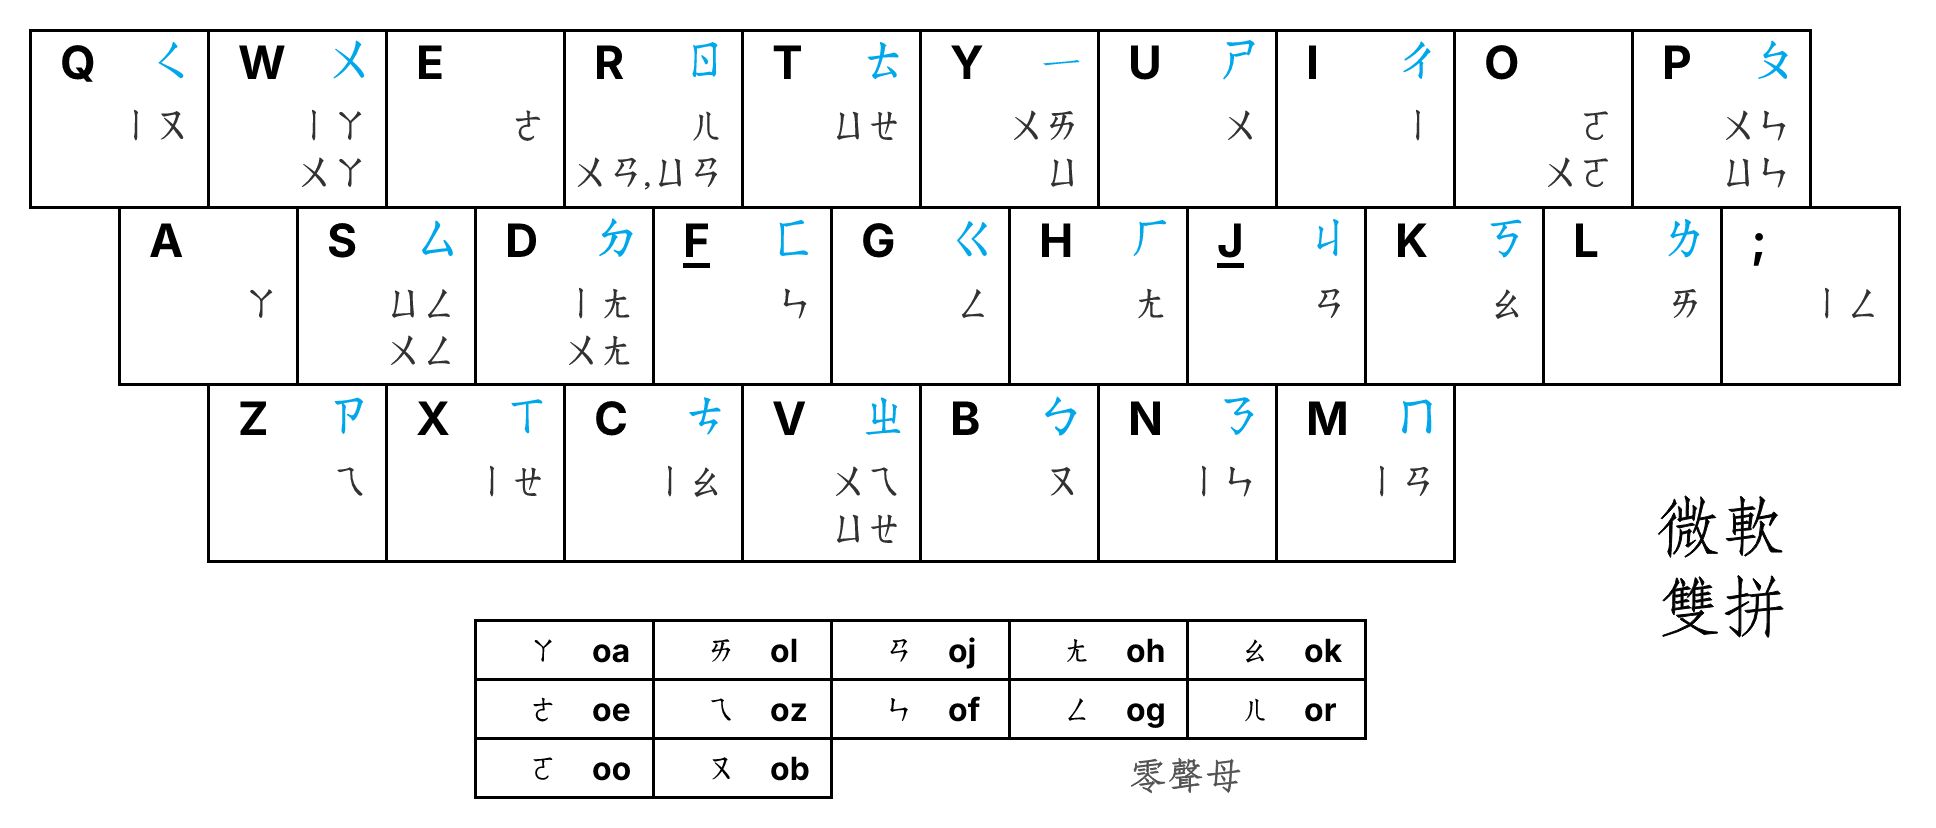 Q ㄑ W ㄨ E R ㄖ T ㄊ Y ㄧ U ㄕ I ㄔ O P ㄆ
ㄧㄡ ㄧㄚ ㄜ ㄦ ㄩㄝ ㄨㄞ ㄨ ㄧ ㄛ ㄨㄣ
ㄨㄚ ㄨㄢ,ㄩㄢ ㄩ ㄨㄛ ㄩㄣ
A S ㄙ D ㄉ F ㄈ G ㄍ H ㄏ J ㄐ K ㄎ L ㄌ ;
ㄚ ㄩㄥ ㄧㄤ ㄣ ㄥ ㄤ ㄢ ㄠ ㄞ ㄧㄥ
ㄨㄥ ㄨㄤ
Z ㄗ X ㄒ C ㄘ V ㄓ B ㄅ N ㄋ M ㄇ
ㄟ ㄧㄝ ㄧㄠ ㄨㄟ ㄡ ㄧㄣ ㄧㄢ
ㄩㄝ
微軟
雙拼
ㄚ oa ㄞ ol ㄢ oj ㄤ oh ㄠ ok
ㄜ oe ㄟ oz ㄣ of ㄥ og ㄦ or
ㄛ oo ㄡ ob
零聲母